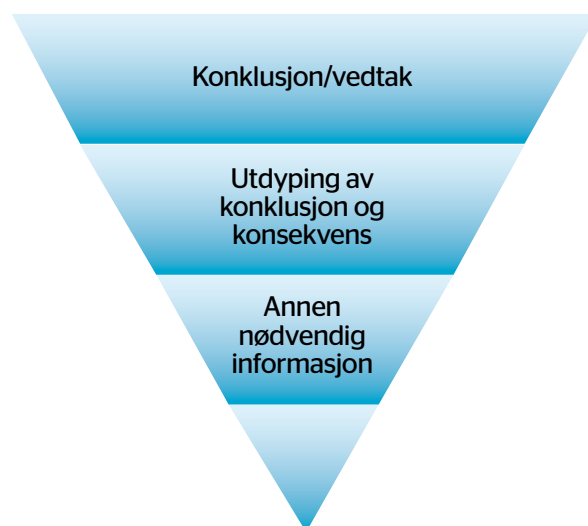 Konklusjon/vedtak
Utdyping av
konklusjon og
konsekvens
Annen
nødvendig
informasjon